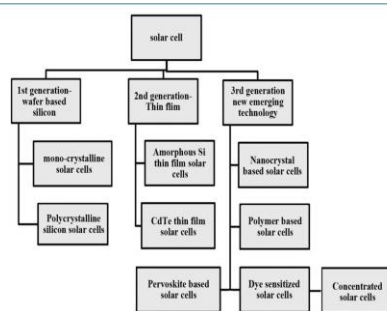 solar cell
1st generation-
wafer based
silicon
2nd generation-
Thin flim
3rd generation
new emerging
technology
mono-crystalline
solar cells
Amorphous Si
thin film solar
cells
Nanocrystal
based solar cells
Polycrystalline
silicon solar cells
CdTe thin film
solar cells
Polymer based
solar cells
Pervoskite based
solar cells
Dye sensitized
solar cells
Concentrated
solar cells